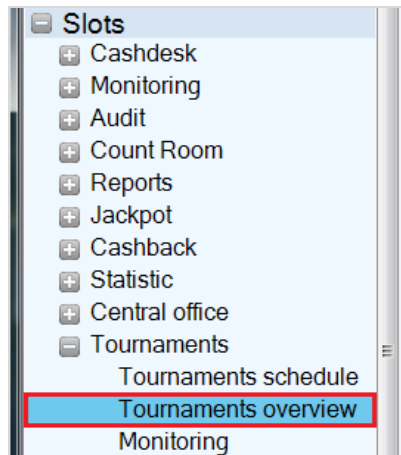 Slots
Cashdesk
Monitoring
Audit
Count Room
Reports
Jackpot
Cashback
Statistic
Central office
Tournaments
Tournaments schedule
Tournaments overview
Monitoring